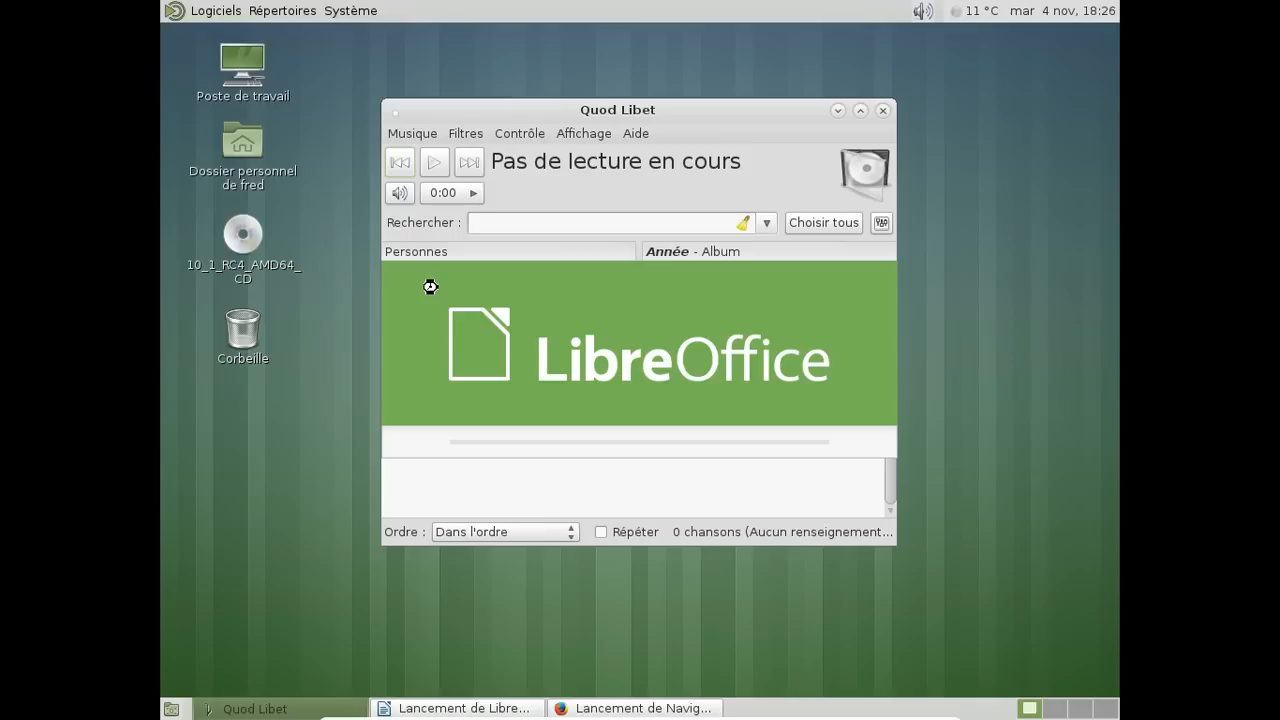 Logiciels Répertoires Système
11 °C mar 4 nov, 18:26
Poste de travail
Dossier personnel
de fred
10_1_RC4_AMD64_
CD
Corbeille
Quod Libet
Musique Filtres Contrôle Affichage Aide
Pas de lecture en cours
0:00
Rechercher : Choisir tous
Personnes Année - Album
LibreOffice
Ordre : Dans l'ordre Répéter 0 chansons (Aucun renseignement...
Quod Libet Lancement de Libre... Lancement de Navig...